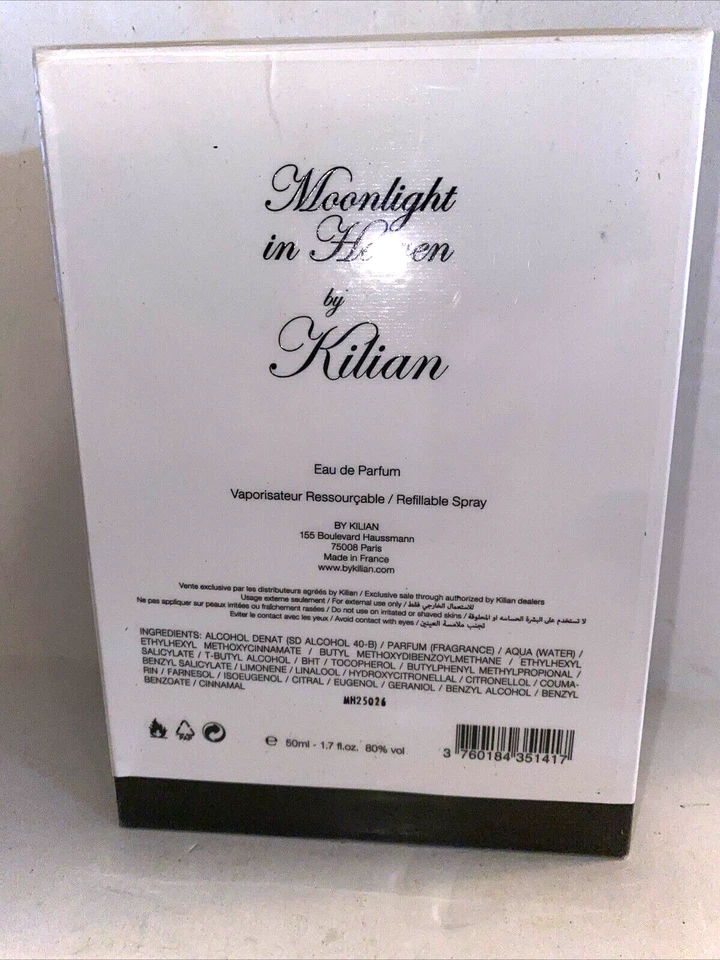 Moonlight
in Heaven
by
Kilian
Eau de Parfum
Vaporisateur Ressourçable / Refillable Spray
BY KILIAN
155 Boulevard Haussmann
75008 Paris
Made in France
www.bykilian.com
Vente exclusive par les distributeurs agréés by Kilian / Exclusive sale through authorized by Kilian dealers
Usage externe seulement / For external use only / للاستعمال الخارجي فقط
Ne pas appliquer sur peaux irritées ou fraîchement rasées / Do not use on irritated or shaved skins / لا تستخدم على البشرة الحساسه او المحلوقة
Eviter le contact avec les yeux / Avoid contact with eyes / تجنب ملامسة العينين
INGREDIENTS: ALCOHOL DENAT (SD ALCOHOL 40-B) / PARFUM (FRAGRANCE) / AQUA (WATER) /
ETHYLHEXYL METHOXYCINNAMATE / BUTYL METHOXYDIBENZOYLMETHANE / ETHYLHEXYL
SALICYLATE / T-BUTYL ALCOHOL / BHT / TOCOPHEROL / BUTYLPHENYL METHYLPROPIONAL /
BENZYL SALICYLATE / LIMONENE / LINALOOL / HYDROXYCITRONELLAL / CITRONELLOL / COUMA-
RIN / FARNESOL / ISOEUGENOL / CITRAL / EUGENOL / GERANIOL / BENZYL ALCOHOL / BENZYL
BENZOATE / CINNAMAL
MH25026
PAP
e 50ml - 1.7 fl.oz. 80% vol
3 760184 351417